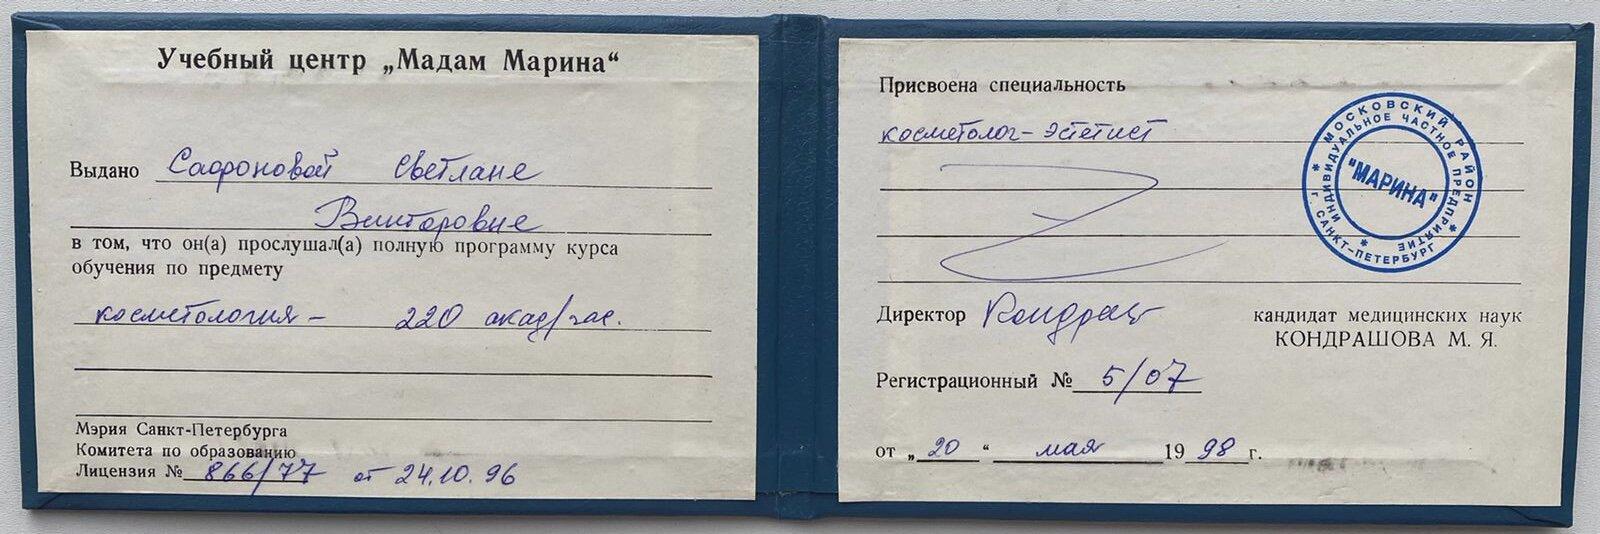 Учебный центр „Мадам Марина“
Выдано Сафроновой Светлане
Викторовне
в том, что он(а) прослушал(а) полную программу курса
обучения по предмету
косметология – 220 акад/час.
Мэрия Санкт-Петербурга
Комитета по образованию
Лицензия № 866/77 от 24.10.96
Присвоена специальность
косметолог-эстетист
МОСКОВСКИЙ РАЙОН
* г. САНКТ-ПЕТЕРБУРГ *
ИНДИВИДУАЛЬНОЕ ЧАСТНОЕ ПРЕДПРИЯТИЕ *
"МАРИНА"
Директор кандидат медицинских наук
КОНДРАШОВА М. Я.
Регистрационный № 5/07
от „20“ мая 1998 г.